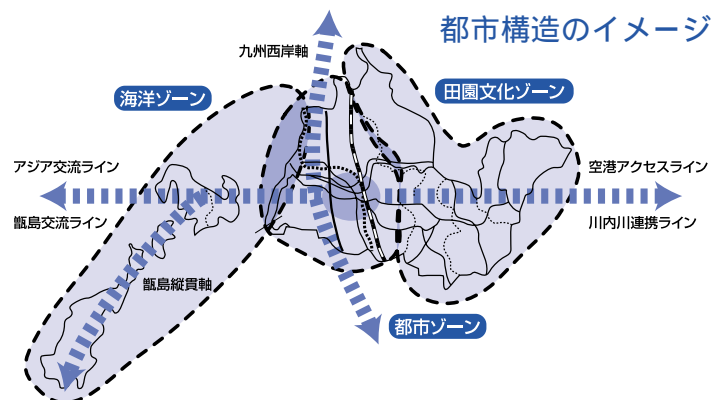 都市構造のイメージ
九州西岸軸
海洋ゾーン
田園文化ゾーン
アジア交流ライン
空港アクセスライン
甑島交流ライン
川内川連携ライン
甑島縦貫軸
都市ゾーン